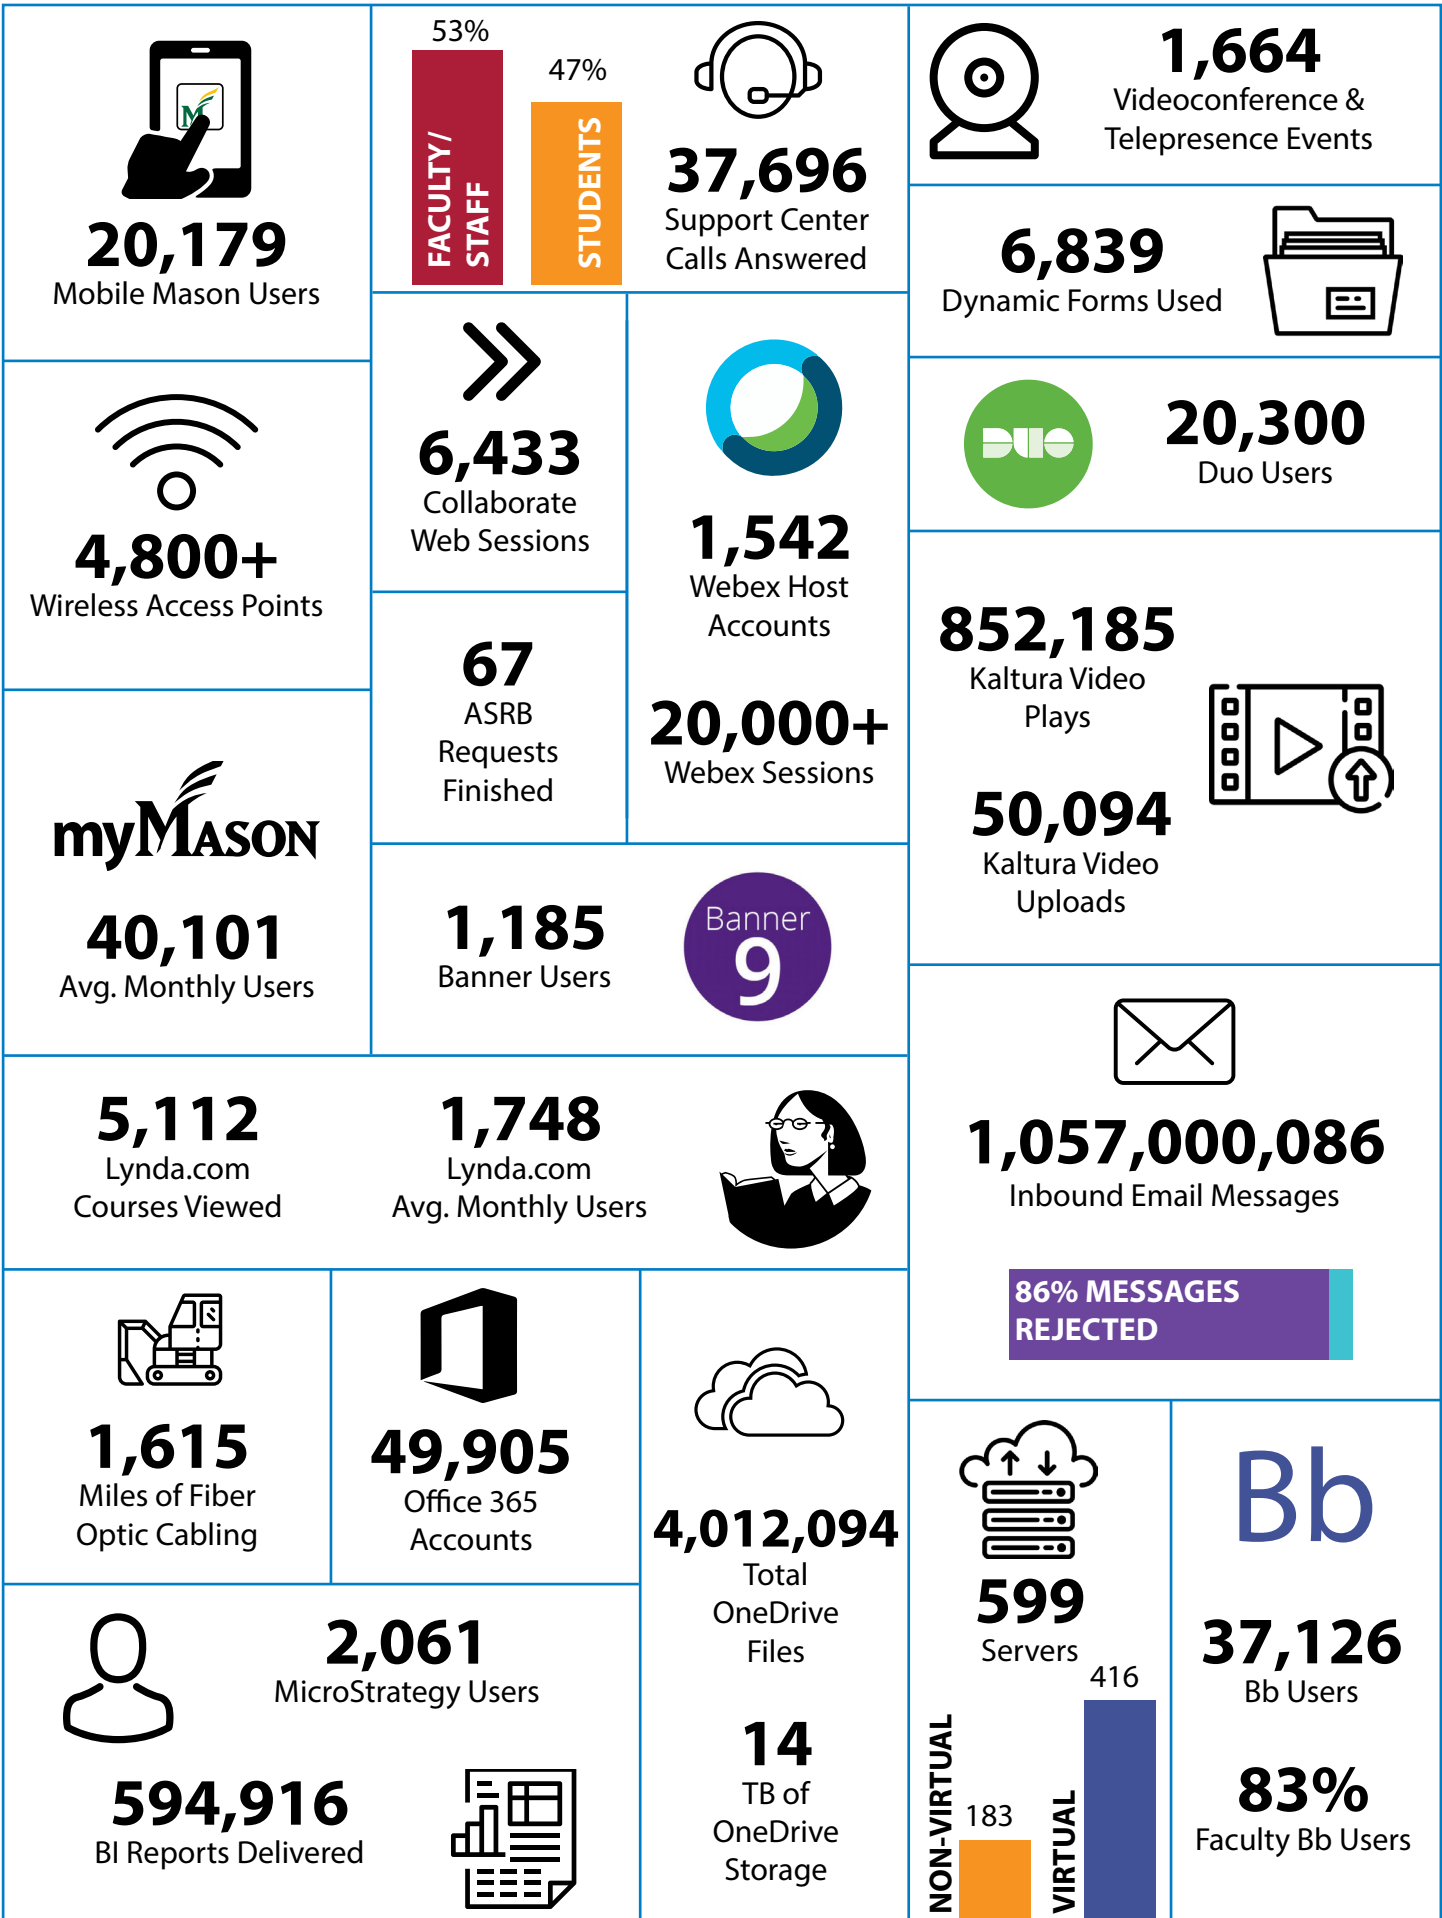 M
20,179
Mobile Mason Users
53%
47%
FACULTY/
STAFF
STUDENTS
37,696
Support Center
Calls Answered
1,664
Videoconference &
Telepresence Events
6,839
Dynamic Forms Used
4,800+
Wireless Access Points
6,433
Collaborate
Web Sessions
1,542
Webex Host
Accounts
20,000+
Webex Sessions
DUO
20,300
Duo Users
67
ASRB
Requests
Finished
852,185
Kaltura Video
Plays
50,094
Kaltura Video
Uploads
myMASON
40,101
Avg. Monthly Users
1,185
Banner Users
Banner
9
5,112
Lynda.com
Courses Viewed
1,748
Lynda.com
Avg. Monthly Users
1,057,000,086
Inbound Email Messages
86% MESSAGES
REJECTED
1,615
Miles of Fiber
Optic Cabling
49,905
Office 365
Accounts
4,012,094
Total
OneDrive
Files
14
TB of
OneDrive
Storage
2,061
MicroStrategy Users
594,916
BI Reports Delivered
599
Servers
NON-VIRTUAL
183
VIRTUAL
416
Bb
37,126
Bb Users
83%
Faculty Bb Users